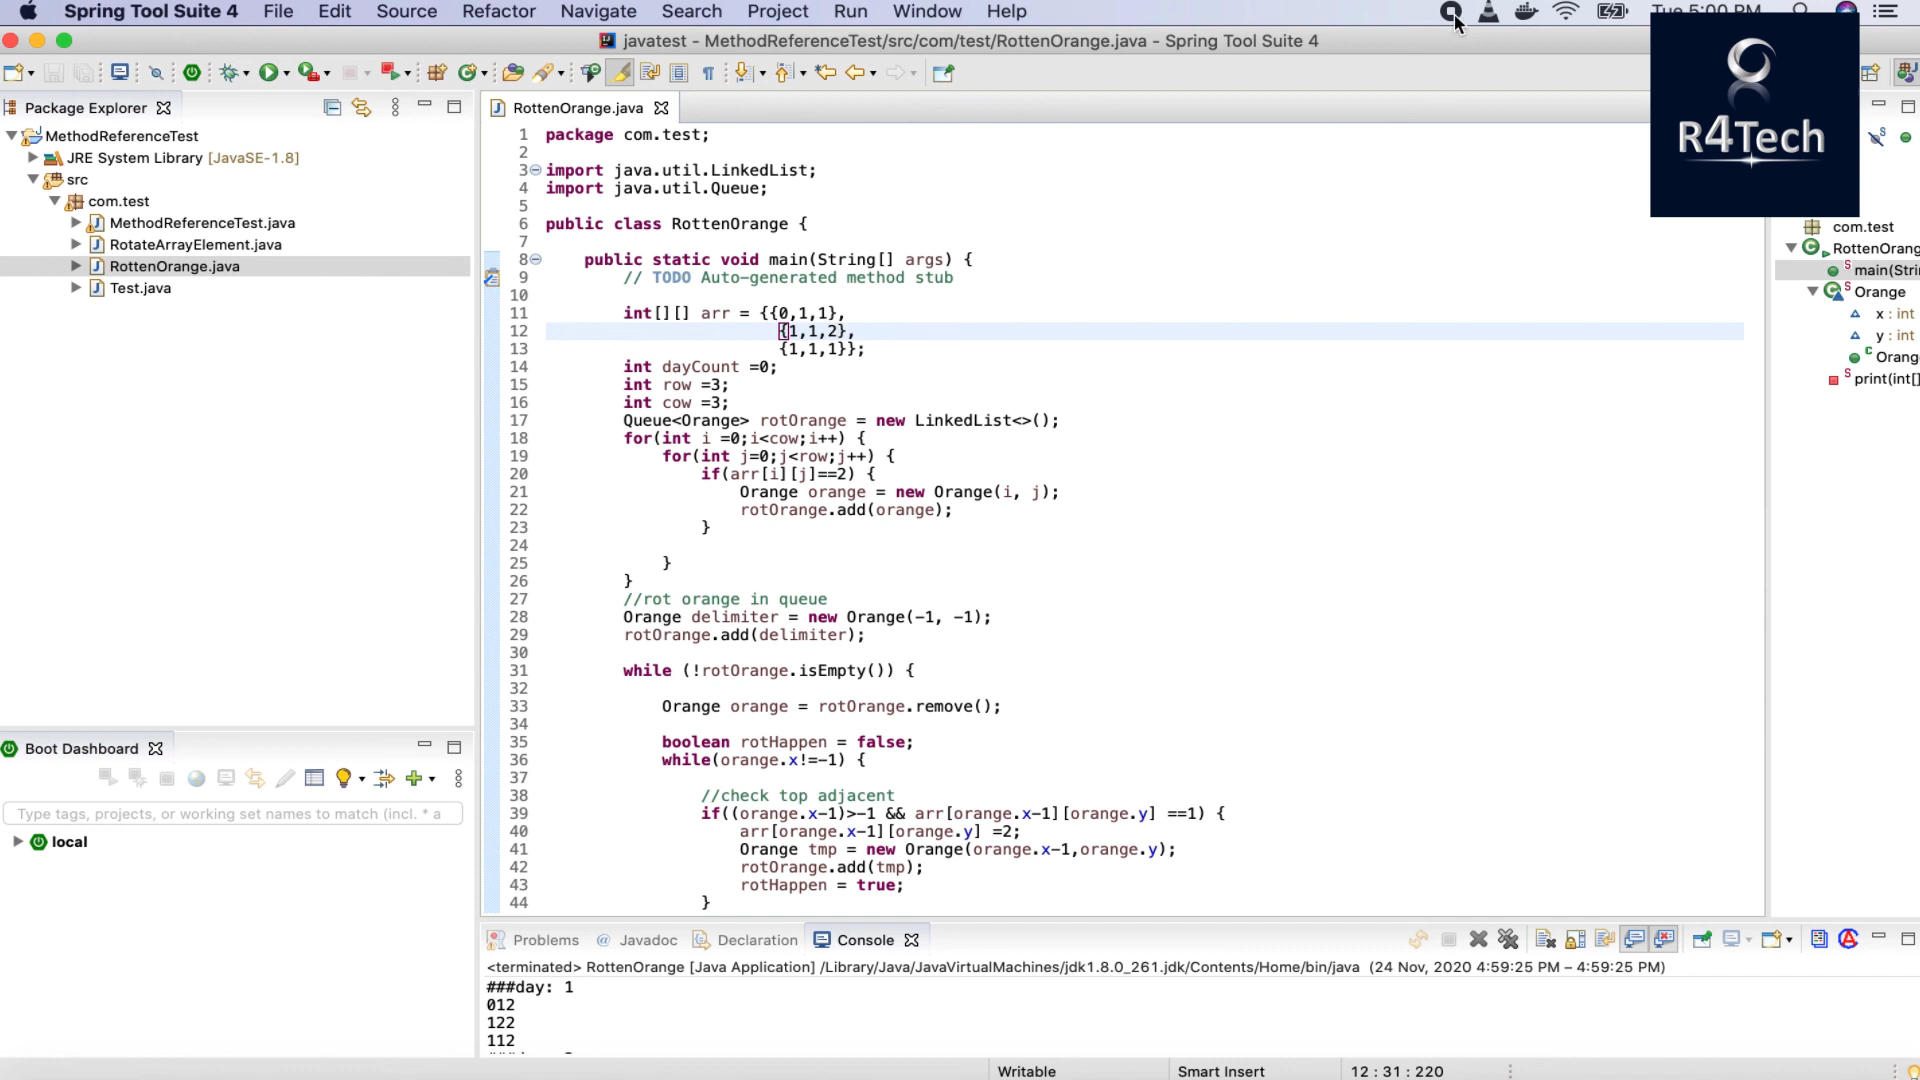 Spring Tool Suite 4 File Edit Source Refactor Navigate Search Project Run Window Help
javatest - MethodReferenceTest/src/com/test/RottenOrange.java - Spring Tool Suite 4
R4Tech
Package Explorer
MethodReferenceTest
JRE System Library [JavaSE-1.8]
src
com.test
MethodReferenceTest.java
RotateArrayElement.java
RottenOrange.java
Test.java
Boot Dashboard
Type tags, projects, or working set names to match (incl. * a
local
RottenOrange.java
1 package com.test;
2
3 import java.util.LinkedList;
4 import java.util.Queue;
5
6 public class RottenOrange {
7
8 public static void main(String[] args) {
9 // TODO Auto-generated method stub
10
11 int[][] arr = {{0,1,1},
12 {1,1,2},
13 {1,1,1}};
14 int dayCount =0;
15 int row =3;
16 int cow =3;
17 Queue<Orange> rotOrange = new LinkedList<>();
18 for(int i =0;i<cow;i++) {
19 for(int j=0;j<row;j++) {
20 if(arr[i][j]==2) {
21 Orange orange = new Orange(i, j);
22 rotOrange.add(orange);
23 }
24
25 }
26 }
27 //rot orange in queue
28 Orange delimiter = new Orange(-1, -1);
29 rotOrange.add(delimiter);
30
31 while (!rotOrange.isEmpty()) {
32
33 Orange orange = rotOrange.remove();
34
35 boolean rotHappen = false;
36 while(orange.x!=-1) {
37
38 //check top adjacent
39 if((orange.x-1)>-1 && arr[orange.x-1][orange.y] ==1) {
40 arr[orange.x-1][orange.y] =2;
41 Orange tmp = new Orange(orange.x-1,orange.y);
42 rotOrange.add(tmp);
43 rotHappen = true;
44 }
com.test
RottenOrang
main(Stri
Orange
x : int
y : int
Orang
print(int[]
Problems @ Javadoc Declaration Console
<terminated> RottenOrange [Java Application] /Library/Java/JavaVirtualMachines/jdk1.8.0_261.jdk/Contents/Home/bin/java (24 Nov, 2020 4:59:25 PM – 4:59:25 PM)
###day: 1
012
122
112
Writable Smart Insert 12 : 31 : 220